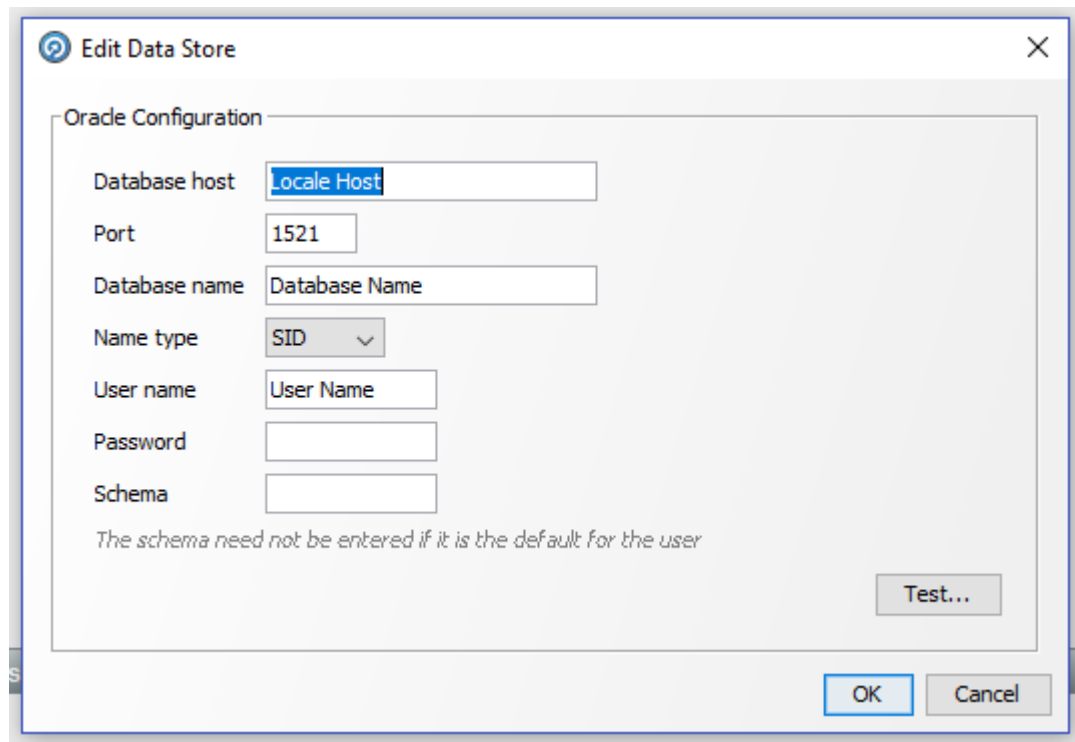 Edit Data Store
Oracle Configuration
Database host Locale Host
Port 1521
Database name Database Name
Name type SID
User name User Name
Password
Schema
The schema need not be entered if it is the default for the user
Test...
s
OK Cancel